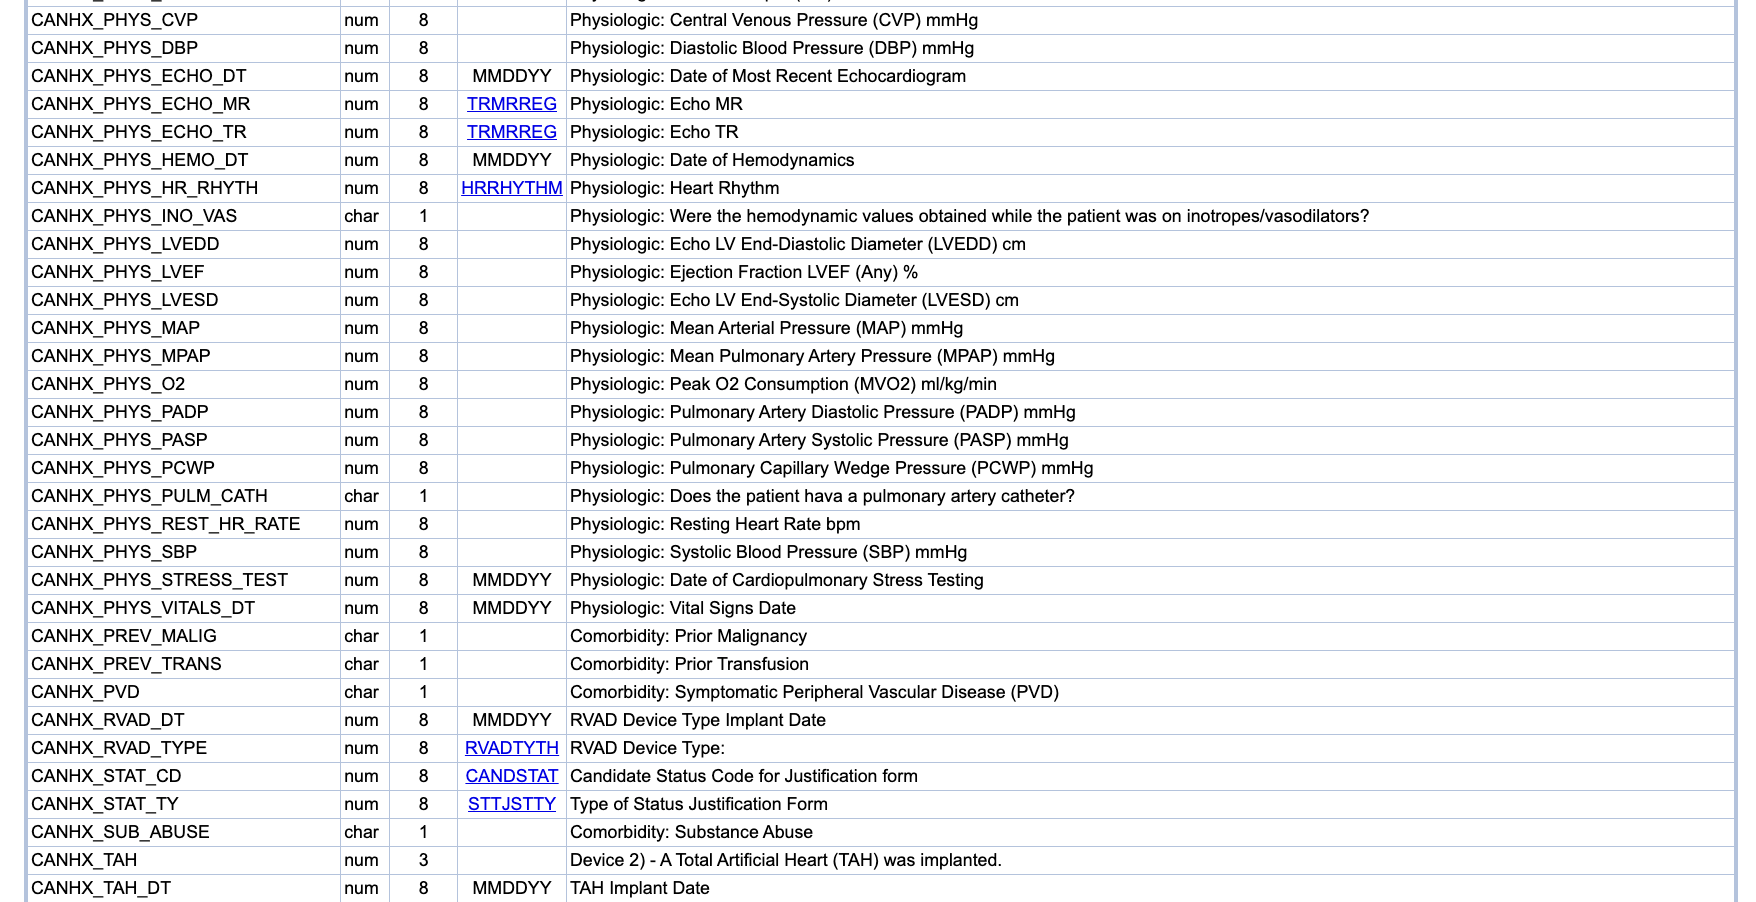 CANHX_PHYS_CVP num 8 Physiologic: Central Venous Pressure (CVP) mmHg
CANHX_PHYS_DBP num 8 Physiologic: Diastolic Blood Pressure (DBP) mmHg
CANHX_PHYS_ECHO_DT num 8 MMDDYY Physiologic: Date of Most Recent Echocardiogram
CANHX_PHYS_ECHO_MR num 8 TRMRREG Physiologic: Echo MR
CANHX_PHYS_ECHO_TR num 8 TRMRREG Physiologic: Echo TR
CANHX_PHYS_HEMO_DT num 8 MMDDYY Physiologic: Date of Hemodynamics
CANHX_PHYS_HR_RHYTH num 8 HRRHYTHM Physiologic: Heart Rhythm
CANHX_PHYS_INO_VAS char 1 Physiologic: Were the hemodynamic values obtained while the patient was on inotropes/vasodilators?
CANHX_PHYS_LVEDD num 8 Physiologic: Echo LV End-Diastolic Diameter (LVEDD) cm
CANHX_PHYS_LVEF num 8 Physiologic: Ejection Fraction LVEF (Any) %
CANHX_PHYS_LVESD num 8 Physiologic: Echo LV End-Systolic Diameter (LVESD) cm
CANHX_PHYS_MAP num 8 Physiologic: Mean Arterial Pressure (MAP) mmHg
CANHX_PHYS_MPAP num 8 Physiologic: Mean Pulmonary Artery Pressure (MPAP) mmHg
CANHX_PHYS_O2 num 8 Physiologic: Peak O2 Consumption (MVO2) ml/kg/min
CANHX_PHYS_PADP num 8 Physiologic: Pulmonary Artery Diastolic Pressure (PADP) mmHg
CANHX_PHYS_PASP num 8 Physiologic: Pulmonary Artery Systolic Pressure (PASP) mmHg
CANHX_PHYS_PCWP num 8 Physiologic: Pulmonary Capillary Wedge Pressure (PCWP) mmHg
CANHX_PHYS_PULM_CATH char 1 Physiologic: Does the patient hava a pulmonary artery catheter?
CANHX_PHYS_REST_HR_RATE num 8 Physiologic: Resting Heart Rate bpm
CANHX_PHYS_SBP num 8 Physiologic: Systolic Blood Pressure (SBP) mmHg
CANHX_PHYS_STRESS_TEST num 8 MMDDYY Physiologic: Date of Cardiopulmonary Stress Testing
CANHX_PHYS_VITALS_DT num 8 MMDDYY Physiologic: Vital Signs Date
CANHX_PREV_MALIG char 1 Comorbidity: Prior Malignancy
CANHX_PREV_TRANS char 1 Comorbidity: Prior Transfusion
CANHX_PVD char 1 Comorbidity: Symptomatic Peripheral Vascular Disease (PVD)
CANHX_RVAD_DT num 8 MMDDYY RVAD Device Type Implant Date
CANHX_RVAD_TYPE num 8 RVADTYTH RVAD Device Type:
CANHX_STAT_CD num 8 CANDSTAT Candidate Status Code for Justification form
CANHX_STAT_TY num 8 STTJSTTY Type of Status Justification Form
CANHX_SUB_ABUSE char 1 Comorbidity: Substance Abuse
CANHX_TAH num 3 Device 2) - A Total Artificial Heart (TAH) was implanted.
CANHX_TAH_DT num 8 MMDDYY TAH Implant Date